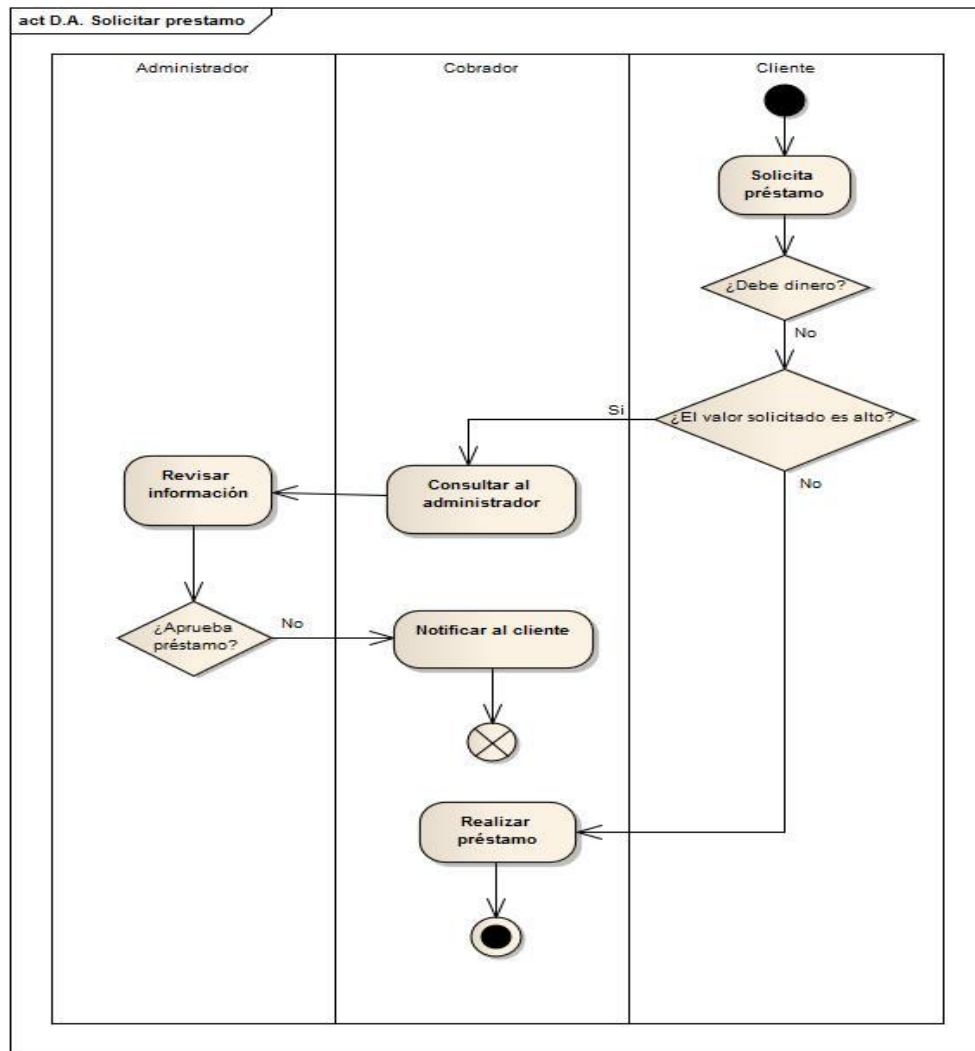 act D.A. Solicitar prestamo
Administrador
Cobrador
Cliente
Solicita
préstamo
¿Debe dinero?
No
¿El valor solicitado es alto?
Si
No
Consultar al
administrador
Revisar
información
¿Aprueba
préstamo?
No
Notificar al cliente
Realizar
préstamo